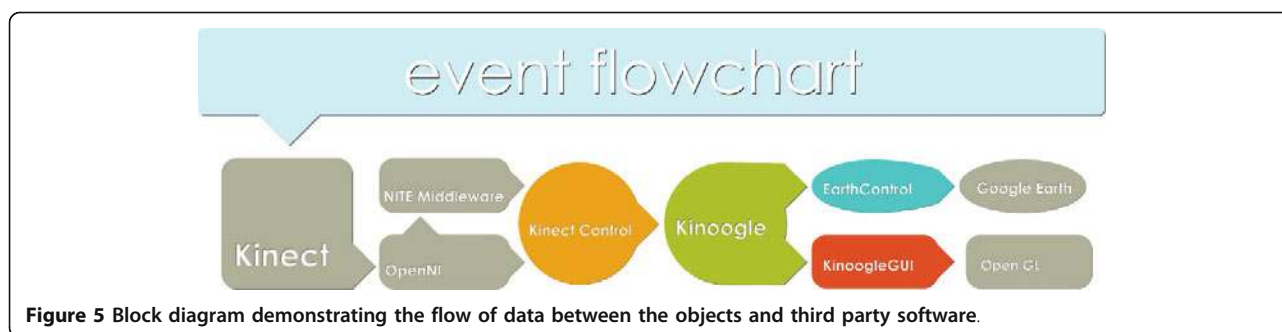 event flowchart
Kinect
NITE Middleware
OpenNI
Kinect Control
Kinoogle
EarthControl
Google Earth
KinoogleGUI
Open GL
Figure 5 Block diagram demonstrating the flow of data between the objects and third party software.